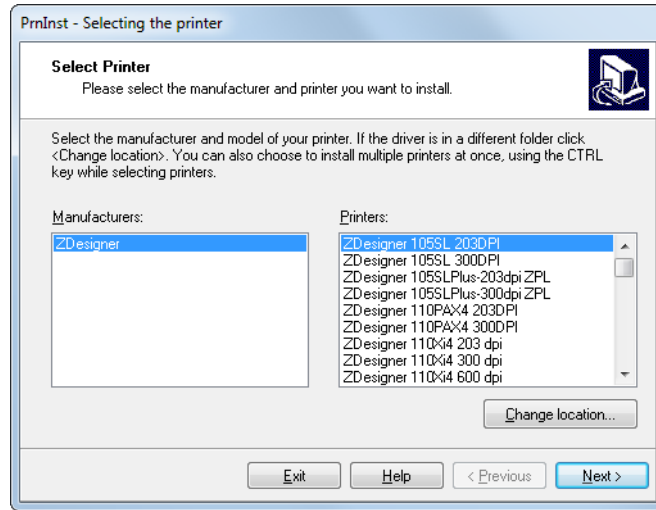 PrnInst - Selecting the printer
Select Printer
Please select the manufacturer and printer you want to install.
Select the manufacturer and model of your printer. If the driver is in a different folder click
<Change location>. You can also choose to install multiple printers at once, using the CTRL
key while selecting printers.
Manufacturers:
ZDesigner
Printers:
ZDesigner 105SL 203DPI
ZDesigner 105SL 300DPI
ZDesigner 105SLPlus-203dpi ZPL
ZDesigner 105SLPlus-300dpi ZPL
ZDesigner 110PAX4 203DPI
ZDesigner 110PAX4 300DPI
ZDesigner 110Xi4 203 dpi
ZDesigner 110Xi4 300 dpi
ZDesigner 110Xi4 600 dpi
Change location...
Exit
Help
< Previous
Next >